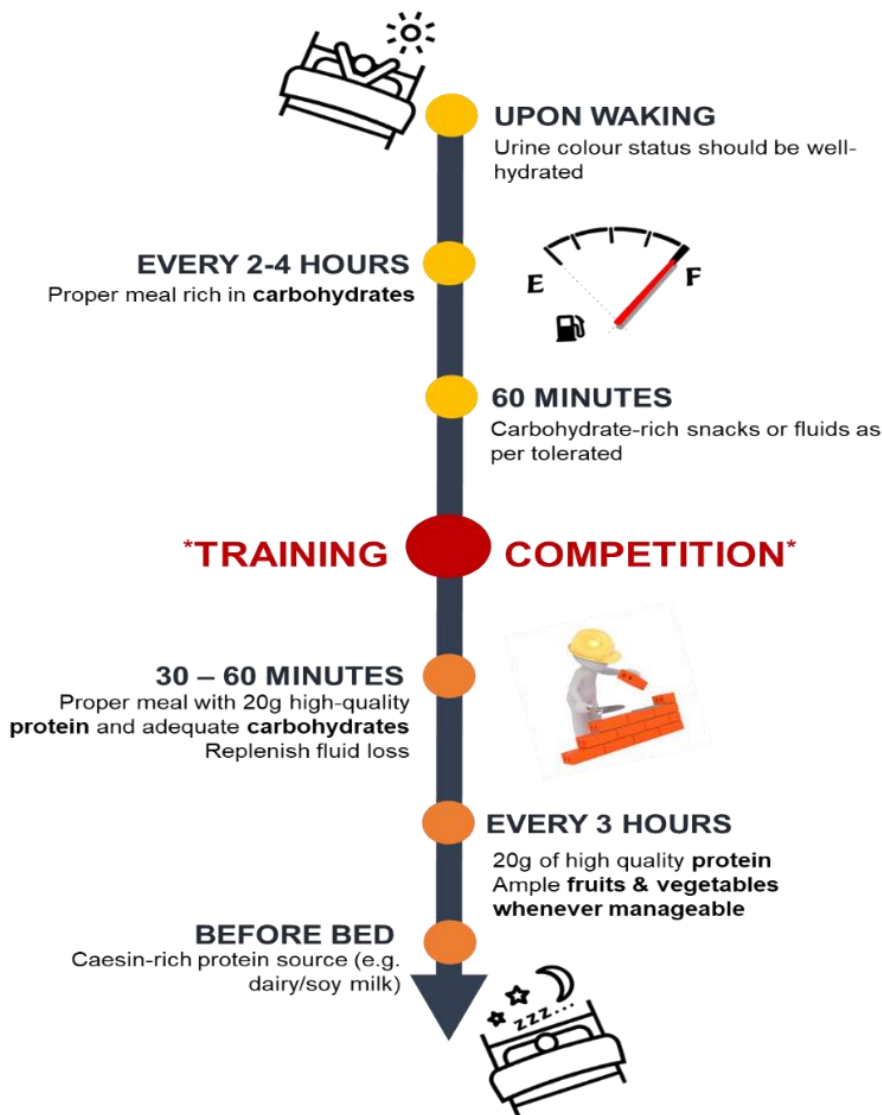 UPON WAKING
Urine colour status should be well-
hydrated
EVERY 2-4 HOURS
Proper meal rich in carbohydrates
E
F
60 MINUTES
Carbohydrate-rich snacks or fluids as
per tolerated
*TRAINING COMPETITION*
30 – 60 MINUTES
Proper meal with 20g high-quality
protein and adequate carbohydrates
Replenish fluid loss
EVERY 3 HOURS
20g of high quality protein
Ample fruits & vegetables
whenever manageable
BEFORE BED
Caesin-rich protein source (e.g.
dairy/soy milk)
zzz...